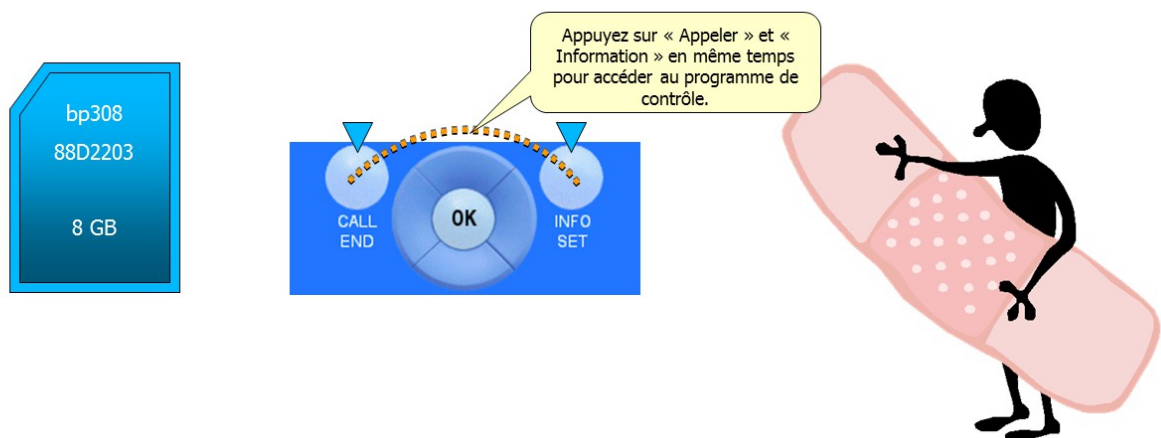 bp308
88D2203
8 GB
Appuyez sur « Appeler » et «
Information » en même temps
pour accéder au programme de
contrôle.
CALL
END
OK
INFO
SET